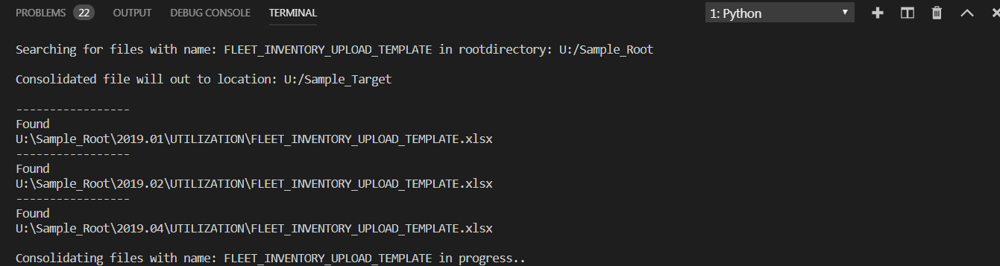 PROBLEMS 22 OUTPUT DEBUG CONSOLE TERMINAL 1: Python
Searching for files with name: FLEET_INVENTORY_UPLOAD_TEMPLATE in rootdirectory: U:/Sample_Root
Consolidated file will out to location: U:/Sample_Target
-----------------
Found
U:\Sample_Root\2019.01\UTILIZATION\FLEET_INVENTORY_UPLOAD_TEMPLATE.xlsx
-----------------
Found
U:\Sample_Root\2019.02\UTILIZATION\FLEET_INVENTORY_UPLOAD_TEMPLATE.xlsx
-----------------
Found
U:\Sample_Root\2019.04\UTILIZATION\FLEET_INVENTORY_UPLOAD_TEMPLATE.xlsx
Consolidating files with name: FLEET_INVENTORY_UPLOAD_TEMPLATE in progress..